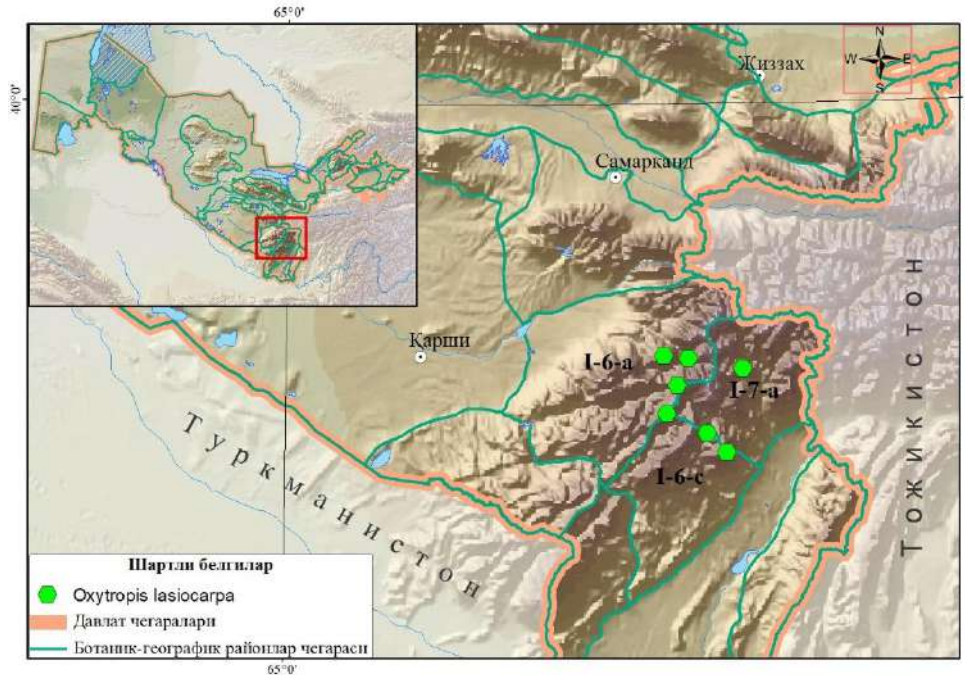 65°0'
40°0'
N
W E
S
Жиззах
Самарканд
Қарши
I-6-a
I-7-a
I-6-c
Туркманистон
Тожикистон
Шартли белгилар
Oxytropis lasiocarpa
Давлат чегаралари
Ботаник-географик районлар чегараси
65°0'